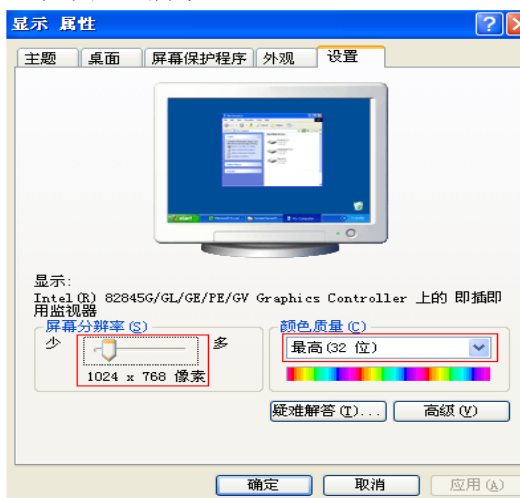 显示 属性
主题 桌面 屏幕保护程序 外观 设置
显示:
Intel(R) 82845G/GL/GE/PE/GV Graphics Controller 上的 即插即
用监视器
屏幕分辨率(S) 颜色质量(C)
少 多 最高(32 位)
1024 x 768 像素
疑难解答(T)... 高级(V)
确定 取消 应用(A)